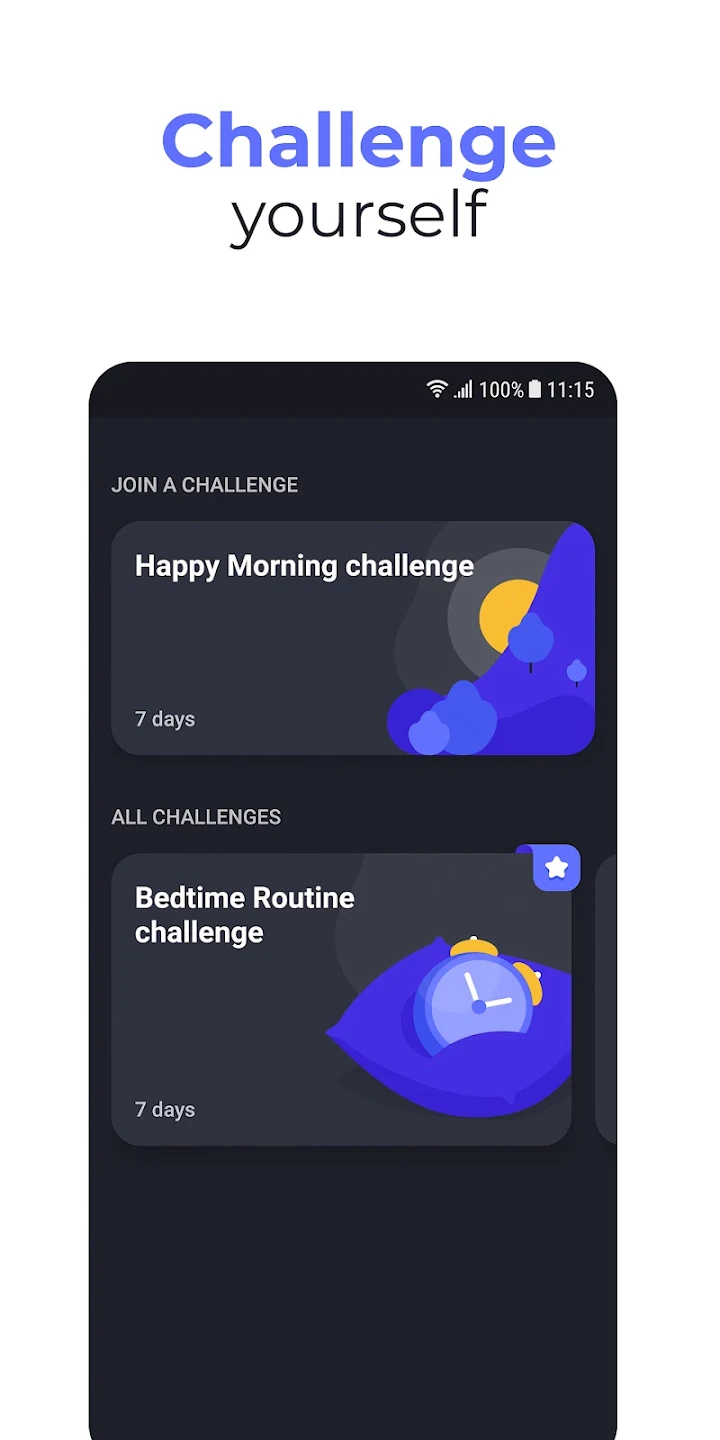 Challenge
yourself
100% 11:15
JOIN A CHALLENGE
Happy Morning challenge
7 days
ALL CHALLENGES
Bedtime Routine
challenge
7 days